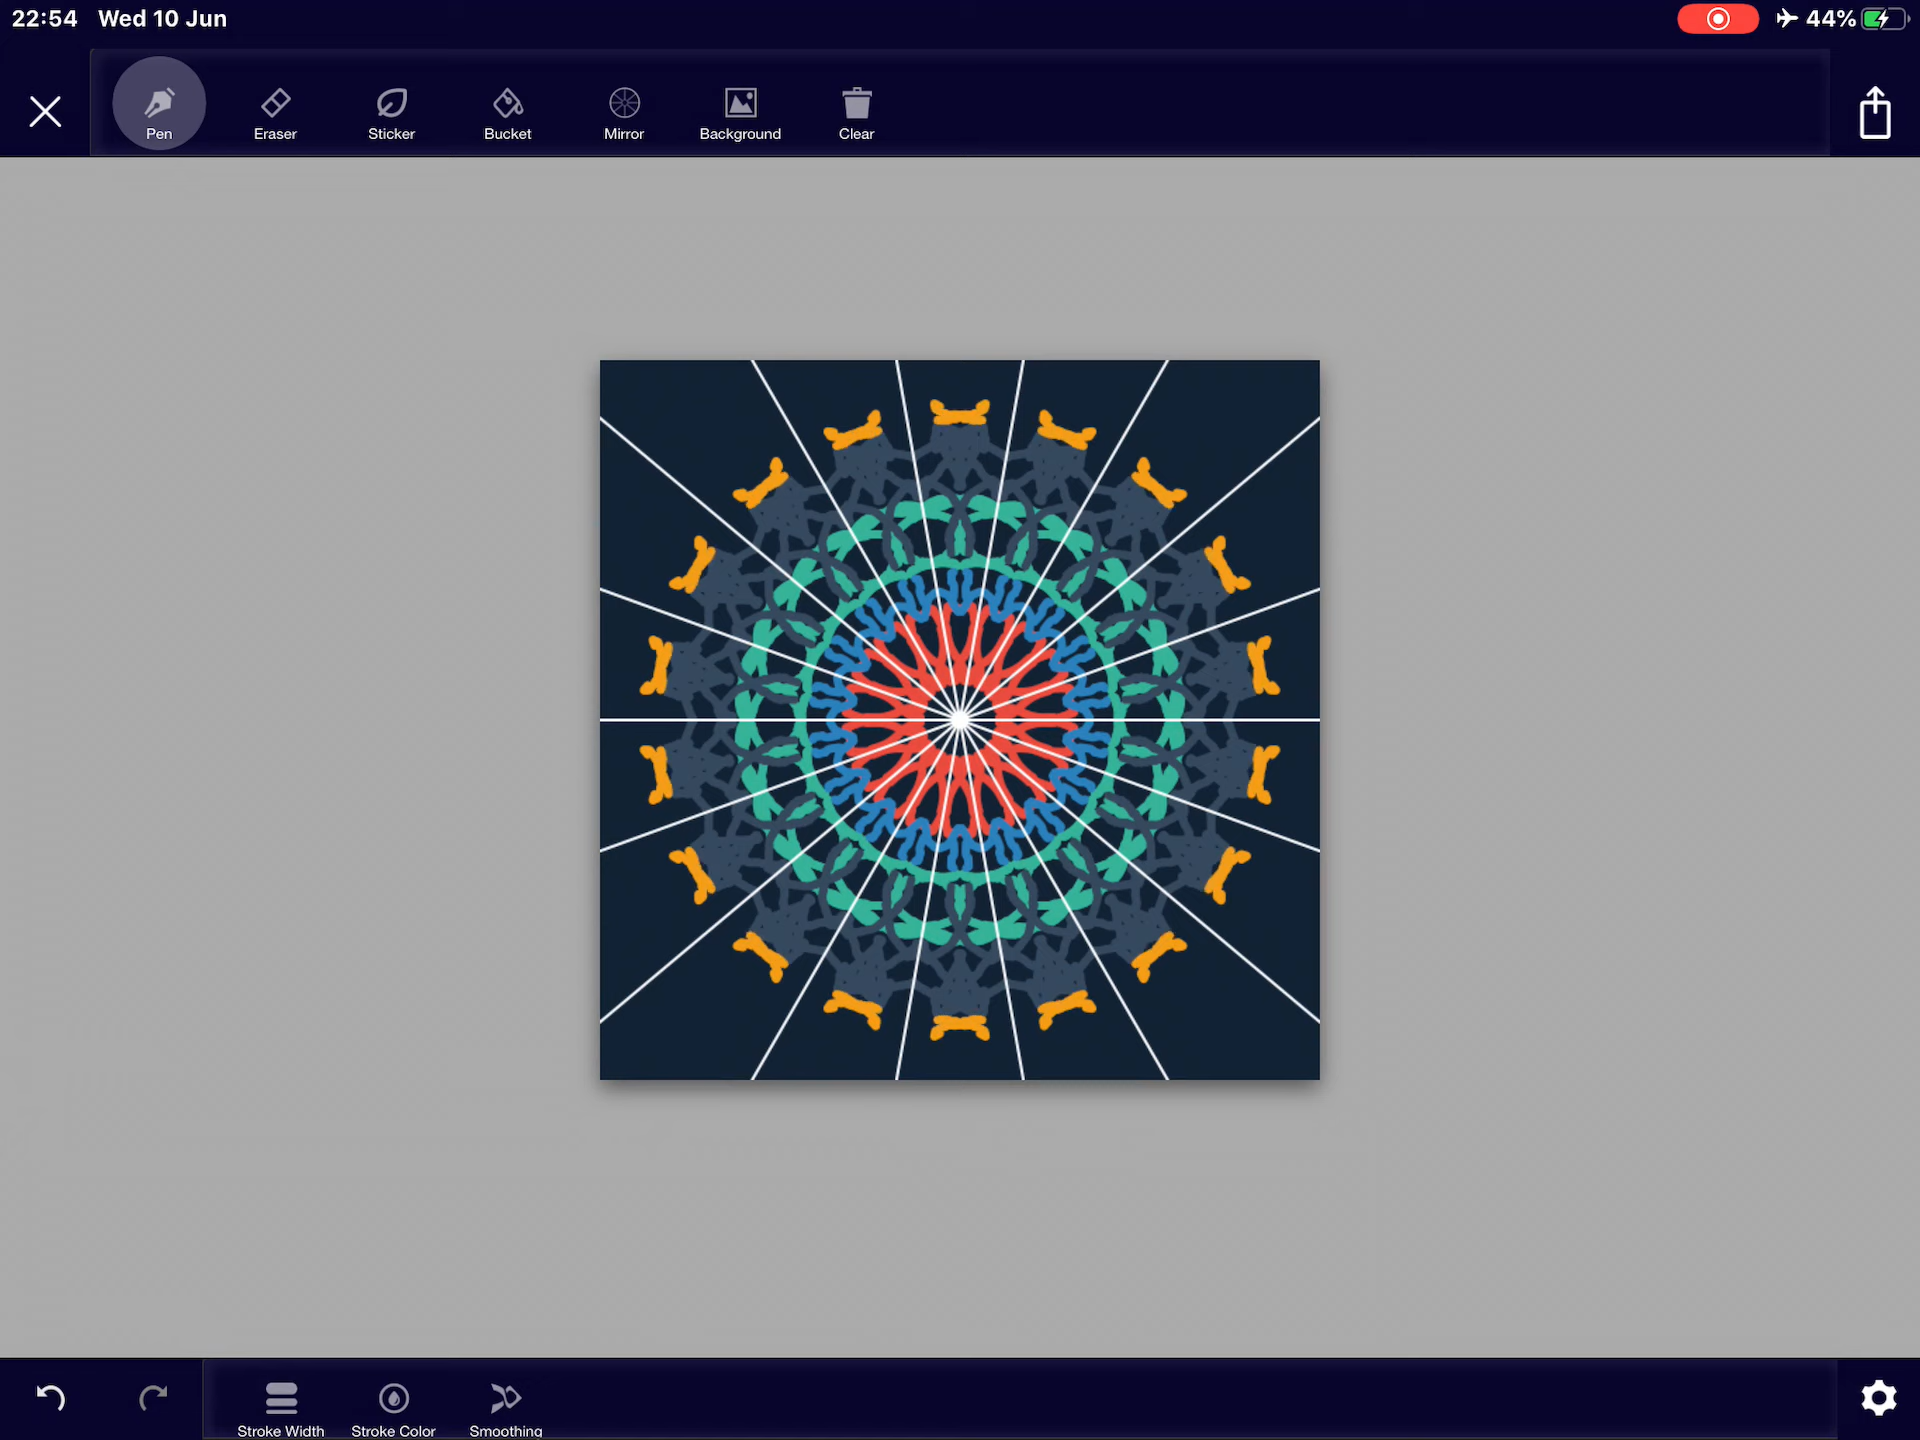 22:54 Wed 10 Jun 44%
Pen Eraser Sticker Bucket Mirror Background Clear
Stroke Width Stroke Color Smoothing